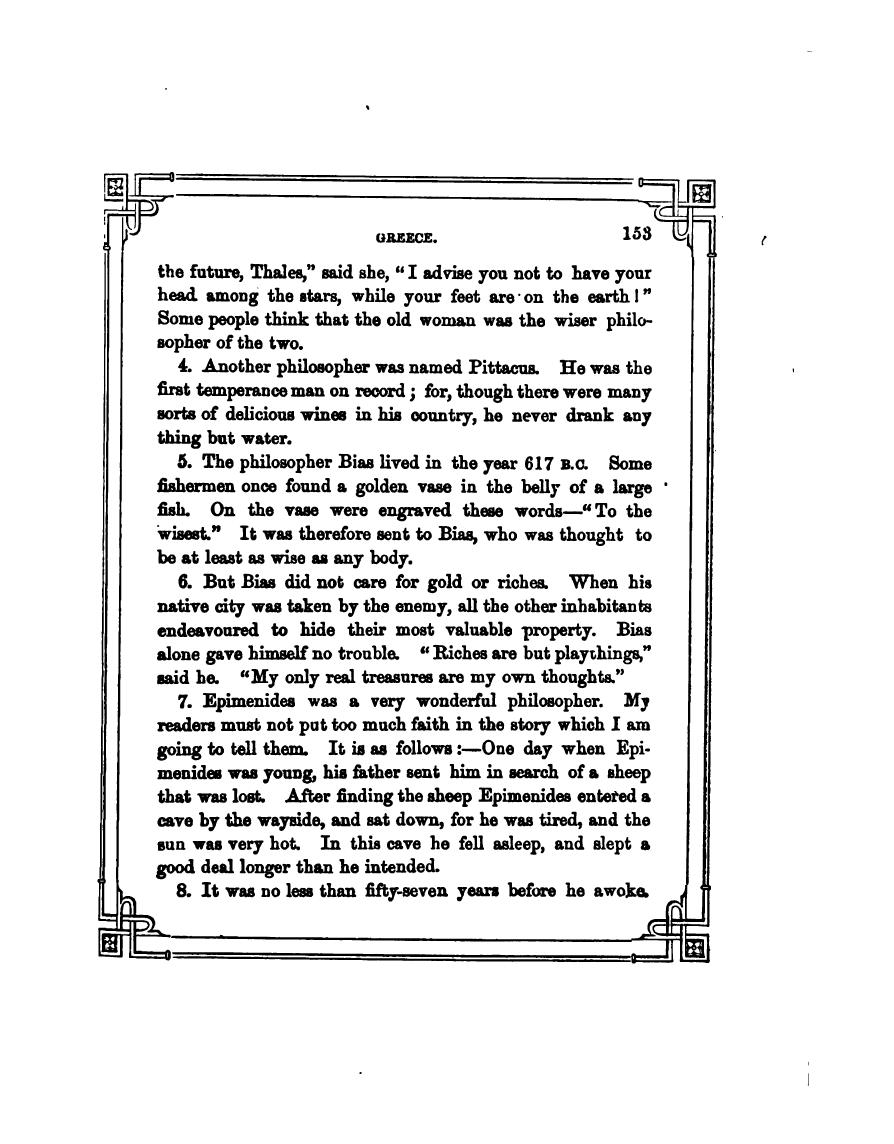 GREECE. 153
the future, Thales,” said she, “I advise you not to have your
head among the stars, while your feet are on the earth!”
Some people think that the old woman was the wiser philo-
sopher of the two.
4. Another philosopher was named Pittacus. He was the
first temperance man on record; for, though there were many
sorts of delicious wines in his country, he never drank any
thing but water.
5. The philosopher Bias lived in the year 617 B.C. Some
fishermen once found a golden vase in the belly of a large
fish. On the vase were engraved these words—“To the
wisest.” It was therefore sent to Bias, who was thought to
be at least as wise as any body.
6. But Bias did not care for gold or riches. When his
native city was taken by the enemy, all the other inhabitants
endeavoured to hide their most valuable property. Bias
alone gave himself no trouble. “Riches are but playthings,”
said he. “My only real treasures are my own thoughts.”
7. Epimenides was a very wonderful philosopher. My
readers must not put too much faith in the story which I am
going to tell them. It is as follows:—One day when Epi-
menides was young, his father sent him in search of a sheep
that was lost. After finding the sheep Epimenides entered a
cave by the wayside, and sat down, for he was tired, and the
sun was very hot. In this cave he fell asleep, and slept a
good deal longer than he intended.
8. It was no less than fifty-seven years before he awoke.